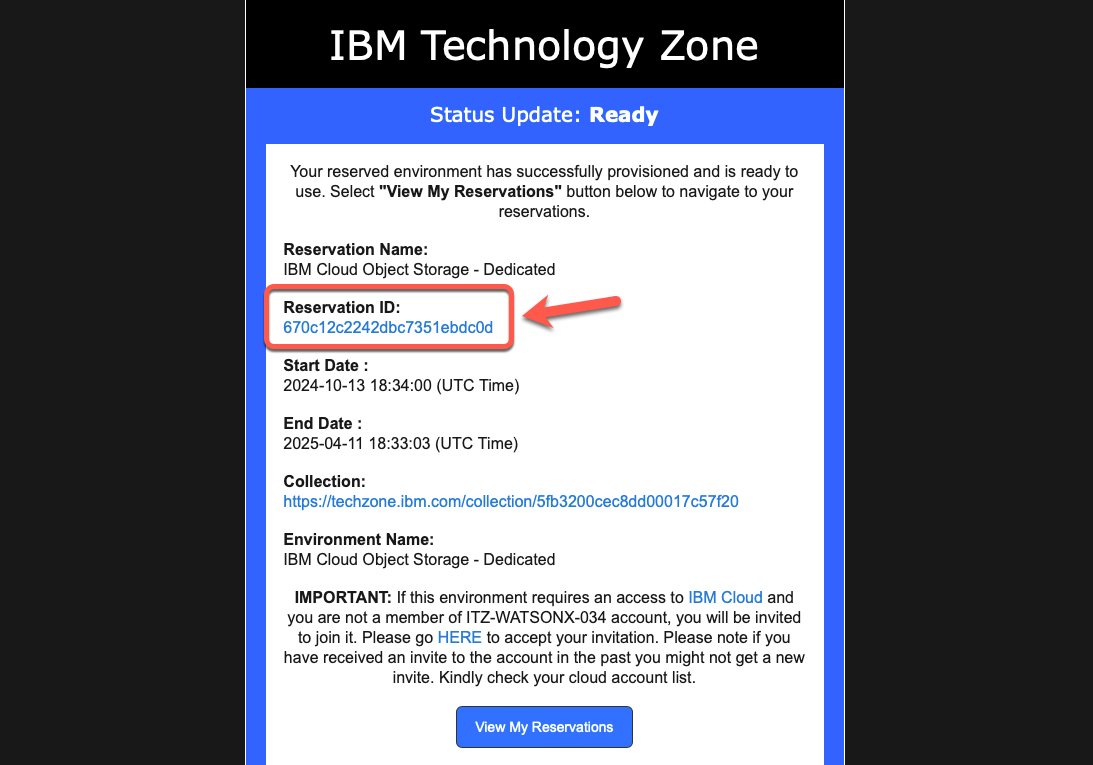 IBM Technology Zone
Status Update: Ready
Your reserved environment has successfully provisioned and is ready to
use. Select "View My Reservations" button below to navigate to your
reservations.
Reservation Name:
IBM Cloud Object Storage - Dedicated
Reservation ID:
670c12c2242dbc7351ebdc0d
Start Date :
2024-10-13 18:34:00 (UTC Time)
End Date :
2025-04-11 18:33:03 (UTC Time)
Collection:
https://techzone.ibm.com/collection/5fb3200cec8dd00017c57f20
Environment Name:
IBM Cloud Object Storage - Dedicated
IMPORTANT: If this environment requires an access to IBM Cloud and
you are not a member of ITZ-WATSONX-034 account, you will be invited
to join it. Please go HERE to accept your invitation. Please note if you
have received an invite to the account in the past you might not get a new
invite. Kindly check your cloud account list.
View My Reservations